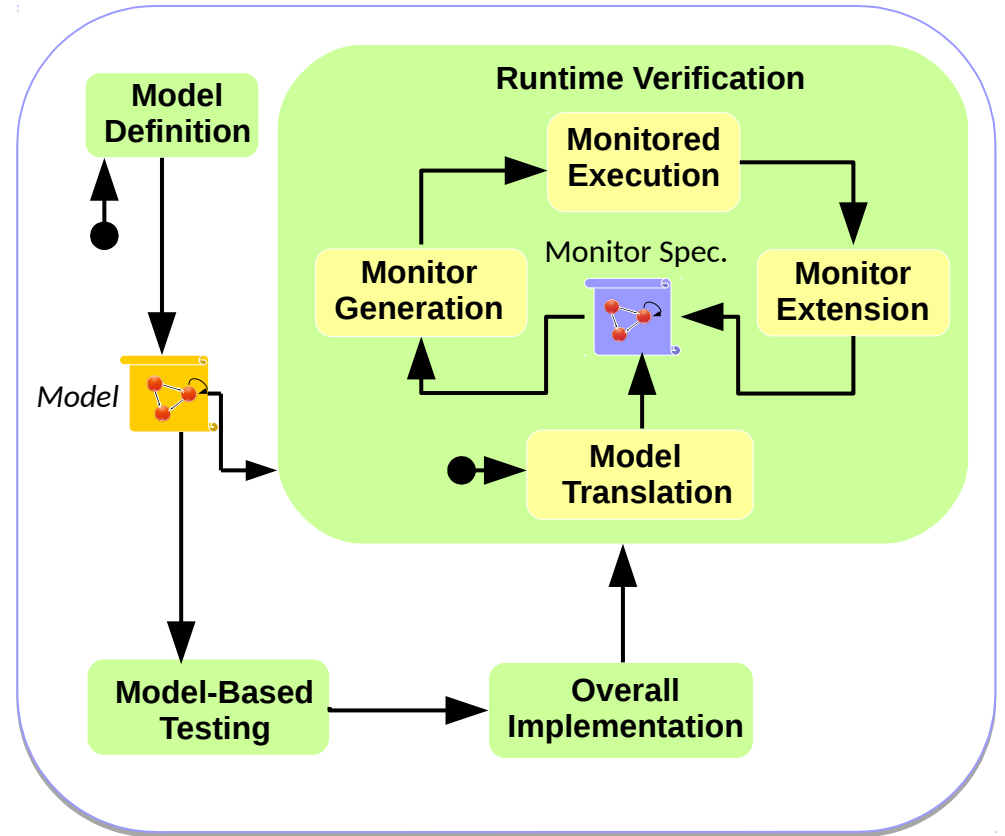 Runtime Verification
Model
Definition
Monitored
Execution
Monitor Spec.
Monitor
Generation
Monitor
Extension
Model
Model
Translation
Model-Based
Testing
Overall
Implementation